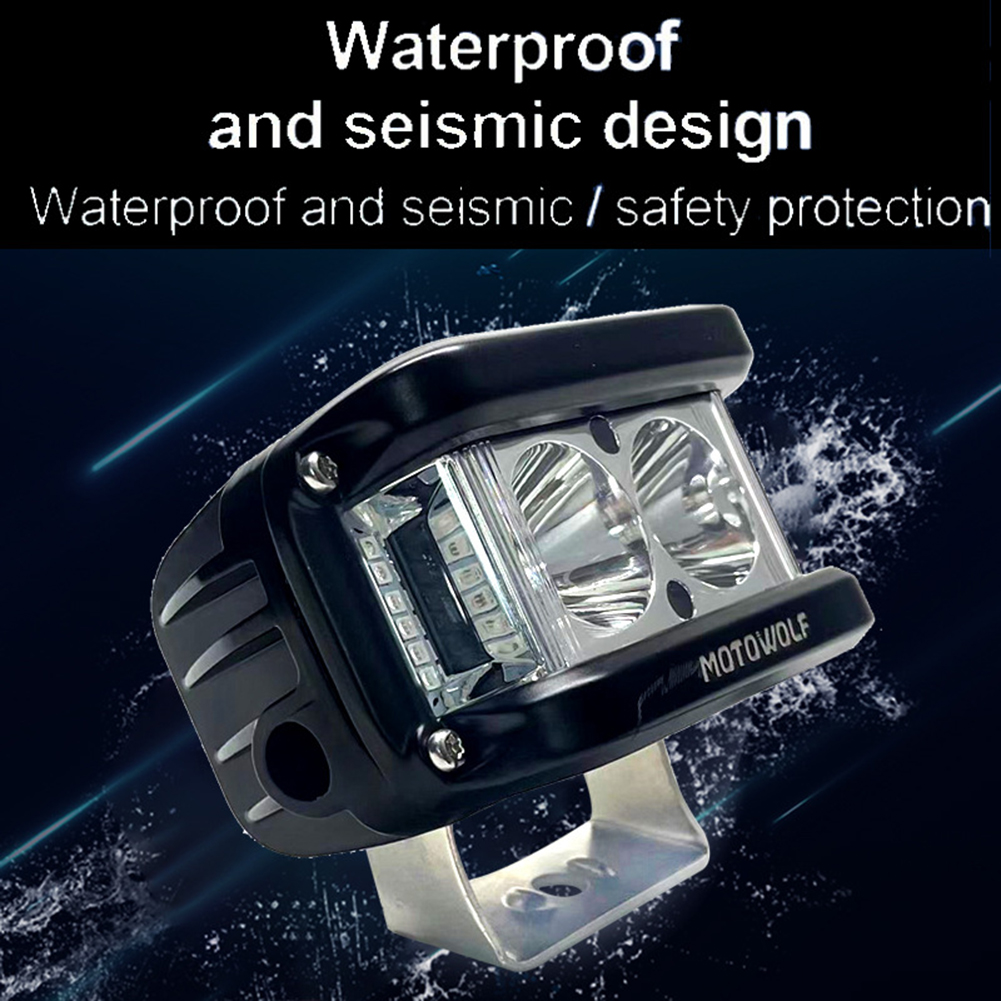 Waterproof
and seismic design
Waterproof and seismic / safety protection
MOTOWOLF